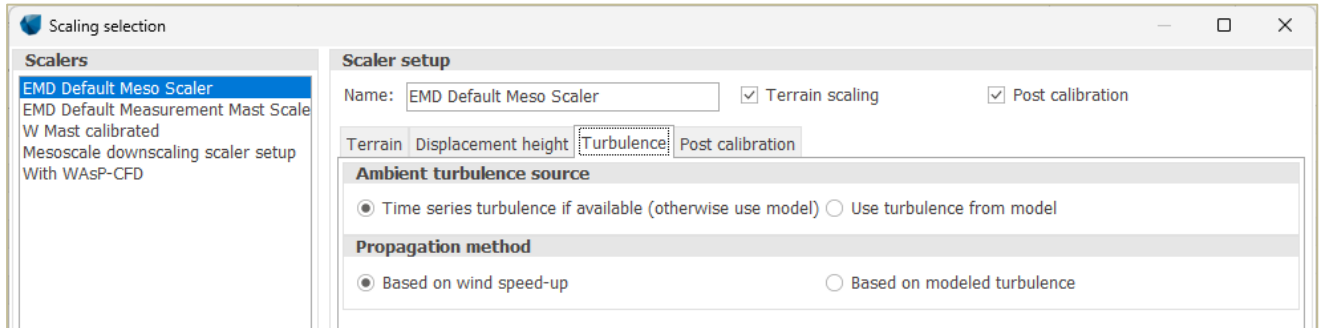 Scaling selection
Scalers
EMD Default Meso Scaler
EMD Default Measurement Mast Scale
W Mast calibrated
Mesoscale downscaling scaler setup
With WAsP-CFD
Scaler setup
Name: EMD Default Meso Scaler Terrain scaling Post calibration
Terrain Displacement height Turbulence Post calibration
Ambient turbulence source
Time series turbulence if available (otherwise use model) Use turbulence from model
Propagation method
Based on wind speed-up Based on modeled turbulence